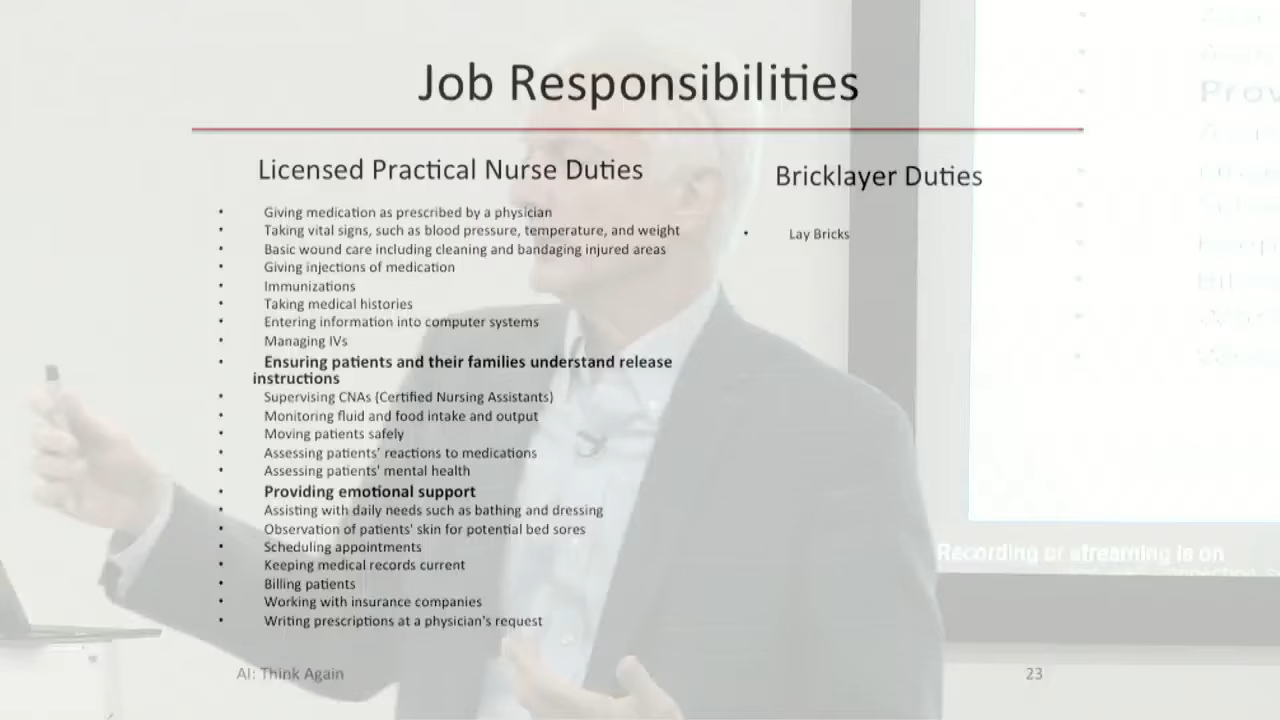 Job Responsibilities
Licensed Practical Nurse Duties
• Giving medication as prescribed by a physician
• Taking vital signs, such as blood pressure, temperature, and weight
• Basic wound care including cleaning and bandaging injured areas
• Giving injections of medication
• Immunizations
• Taking medical histories
• Entering information into computer systems
• Managing IVs
• Ensuring patients and their families understand release
instructions
• Supervising CNAs (Certified Nursing Assistants)
• Monitoring fluid and food intake and output
• Moving patients safely
• Assessing patients' reactions to medications
• Assessing patients' mental health
• Providing emotional support
• Assisting with daily needs such as bathing and dressing
• Observation of patients' skin for potential bed sores
• Scheduling appointments
• Keeping medical records current
• Billing patients
• Working with insurance companies
• Writing prescriptions at a physician's request
Bricklayer Duties
• Lay Bricks
Prov
Recording or streaming is on
AI: Think Again
23